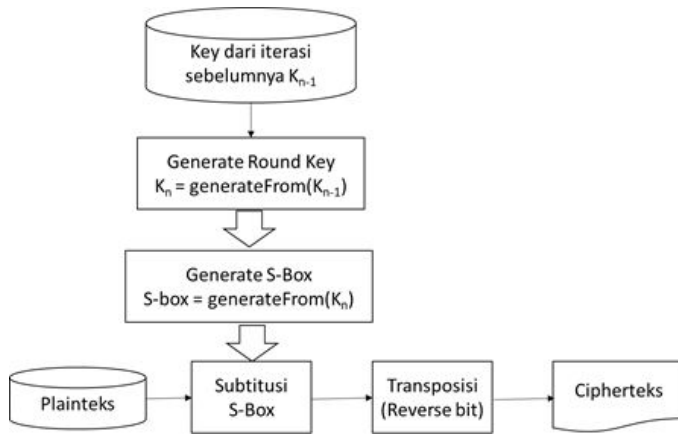 Key dari iterasi
sebelumnya Kₙ₋₁
Generate Round Key
Kₙ = generateFrom(Kₙ₋₁)
Generate S-Box
S-box = generateFrom(Kₙ)
Plainteks
Subtitusi
S-Box
Transposisi
(Reverse bit)
Cipherteks